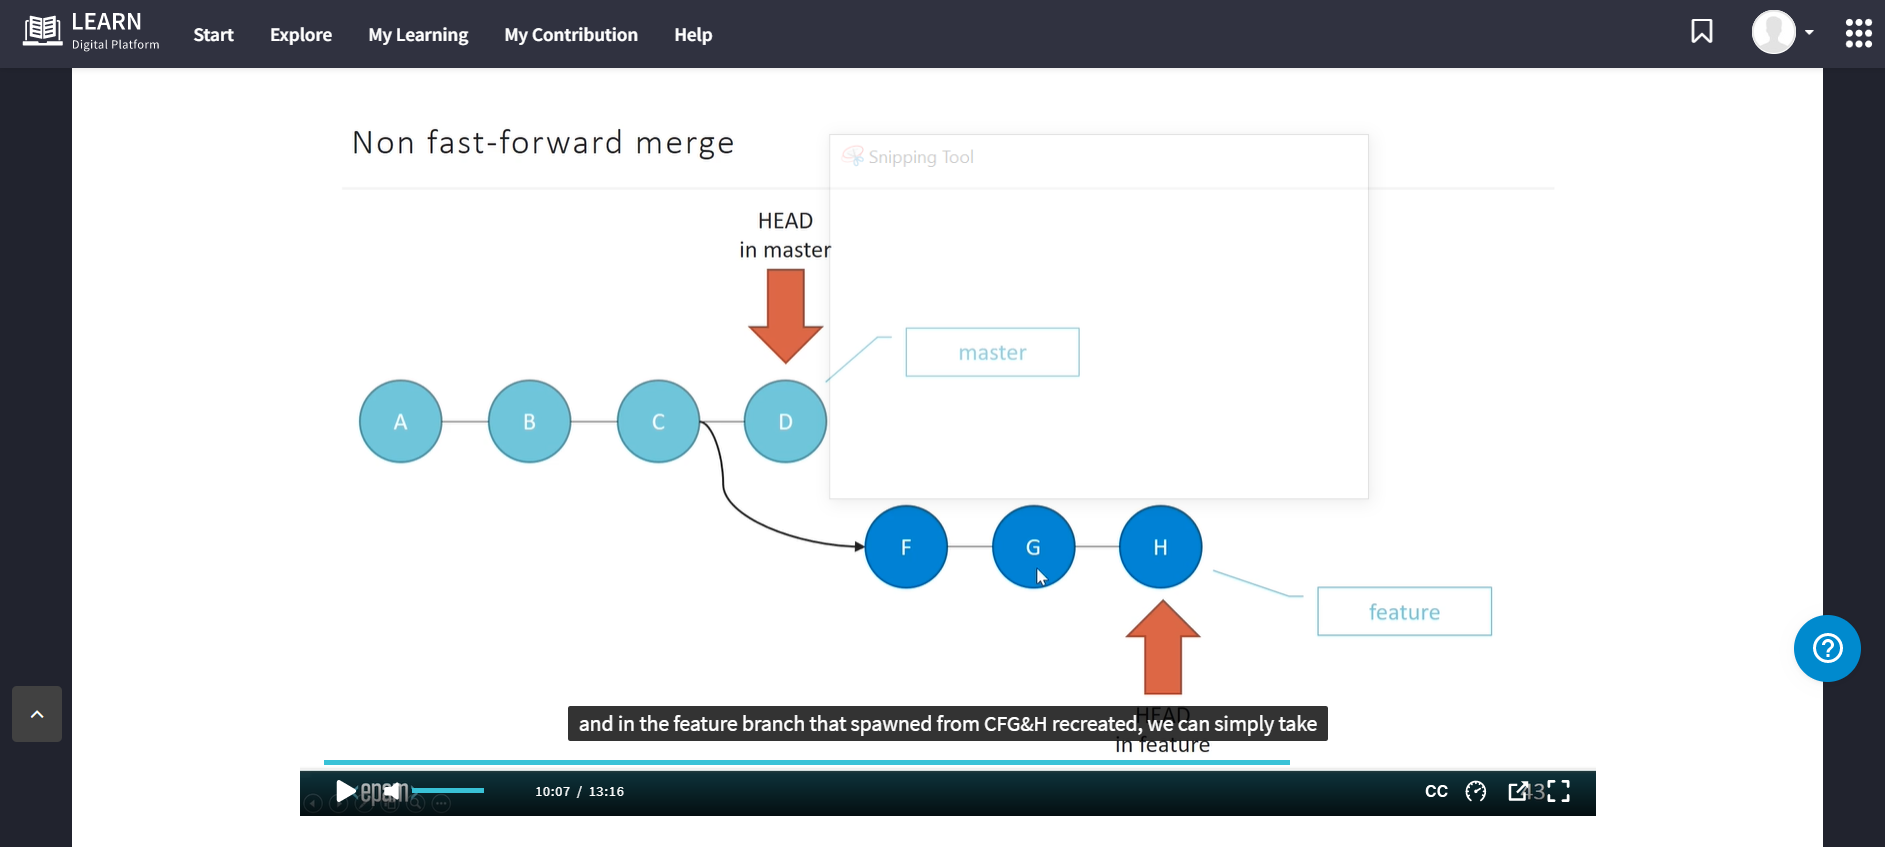 LEARN
Digital Platform
Start
Explore
My Learning
My Contribution
Help
Non fast-forward merge
Snipping Tool
HEAD
in master
master
A
B
C
D
F
G
H
feature
HEAD
in feature
and in the feature branch that spawned from CFG&H recreated, we can simply take
<epam>
10:07 / 13:16
CC
43